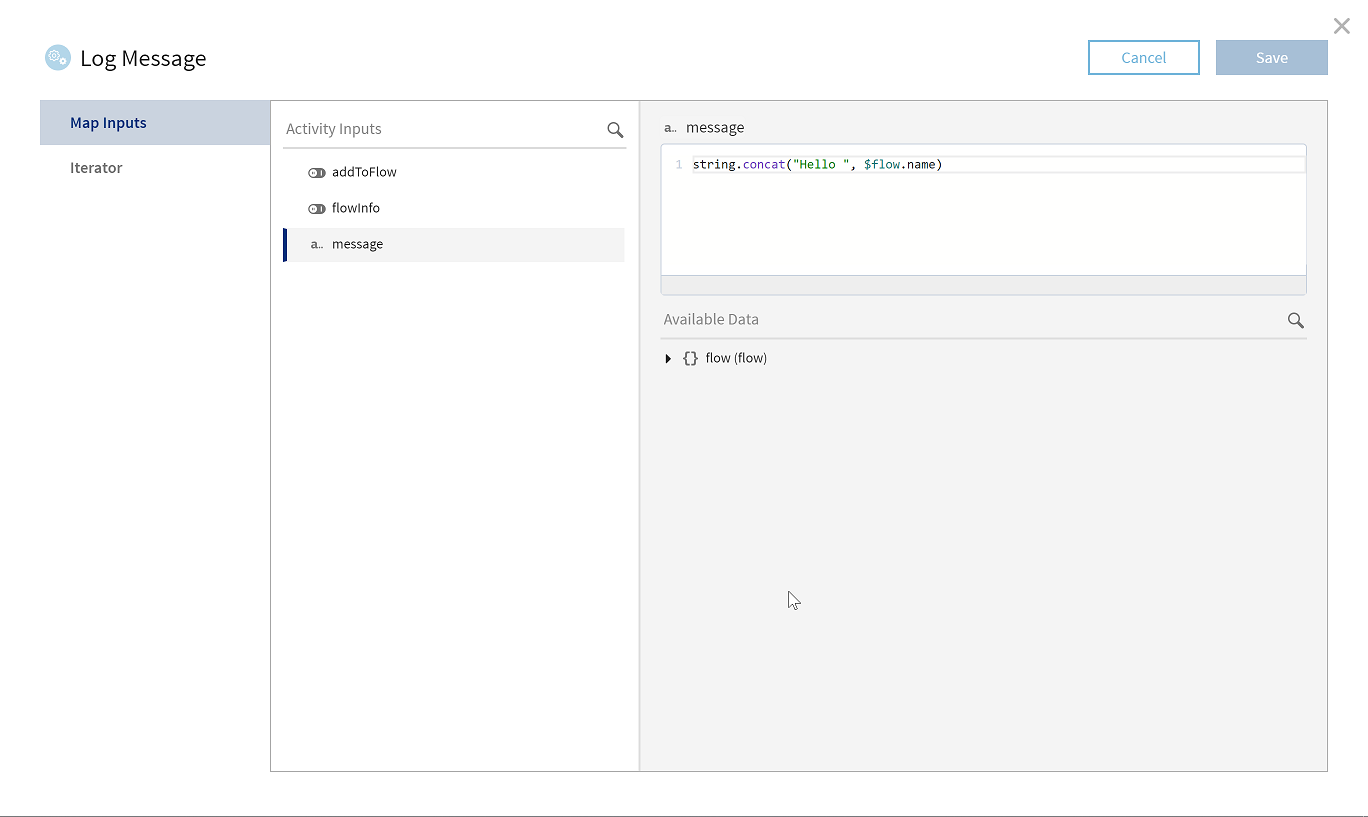 Log Message
Cancel
Save
Map Inputs
Iterator
Activity Inputs
addToFlow
flowInfo
a.. message
a.. message
1 string.concat("Hello ", $flow.name)
Available Data
{} flow (flow)